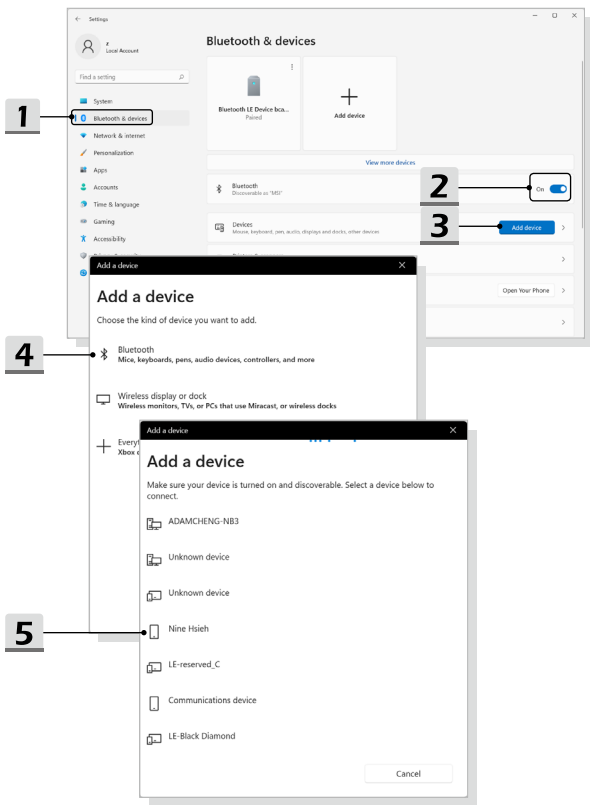 Settings
Local Account
Find a setting
System
Bluetooth & devices
Network & internet
Personalization
Apps
Accounts
Time & language
Gaming
Accessibility
Bluetooth & devices
Bluetooth LE Device bca...
Paired
Add device
View more devices
Bluetooth
Discoverable as "MD"
On
Devices
Mouse, keyboard, pen, audio, displays and docks, other devices
Add device
Open Your Phone
1
2
3
Add a device
Add a device
Choose the kind of device you want to add.
4
Bluetooth
Mice, keyboards, pens, audio devices, controllers, and more
Wireless display or dock
Wireless monitors, TVs, or PCs that use Miracast, or wireless docks
Everyt
Xbox c
Add a device
Add a device
Make sure your device is turned on and discoverable. Select a device below to
connect.
ADAMCHENG-NB3
Unknown device
Unknown device
5
Nine Hsieh
LE-reserved_C
Communications device
LE-Black Diamond
Cancel